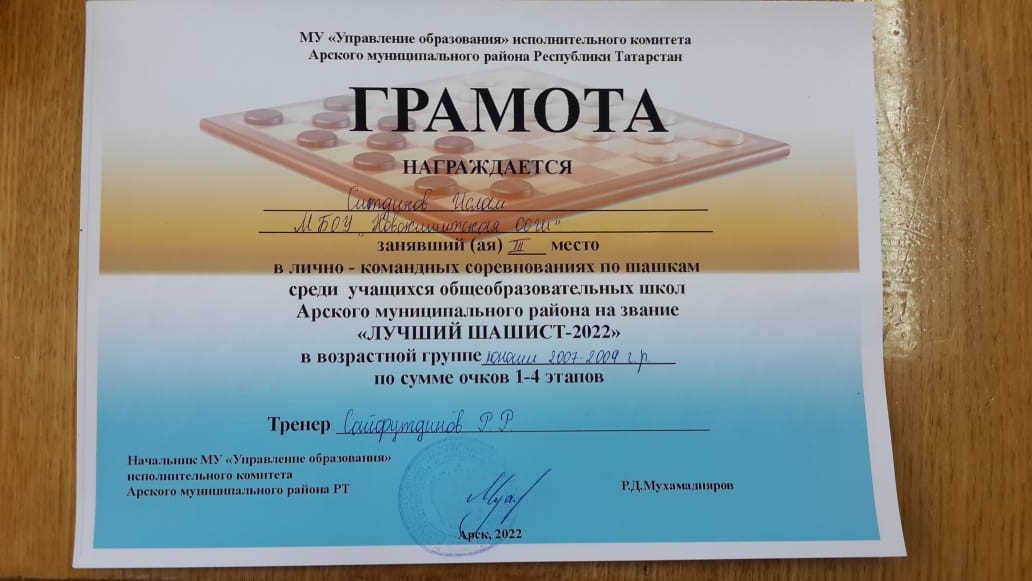 МУ «Управление образования» исполнительного комитета
Арского муниципального района Республики Татарстан
ГРАМОТА
НАГРАЖДАЕТСЯ
Ситдиков Ислам
МБОУ "Новокишитская ООШ"
занявший (ая) III место
в лично - командных соревнованиях по шашкам
среди учащихся общеобразовательных школ
Арского муниципального района на звание
«ЛУЧШИЙ ШАШИСТ-2022»
в возрастной группе юноши 2007-2009 г.р
по сумме очков 1-4 этапов
Тренер Сайфутдинов Р.Р.
Начальник МУ «Управление образования»
исполнительного комитета
Арского муниципального района РТ
Р.Д.Мухамадияров
Арск, 2022